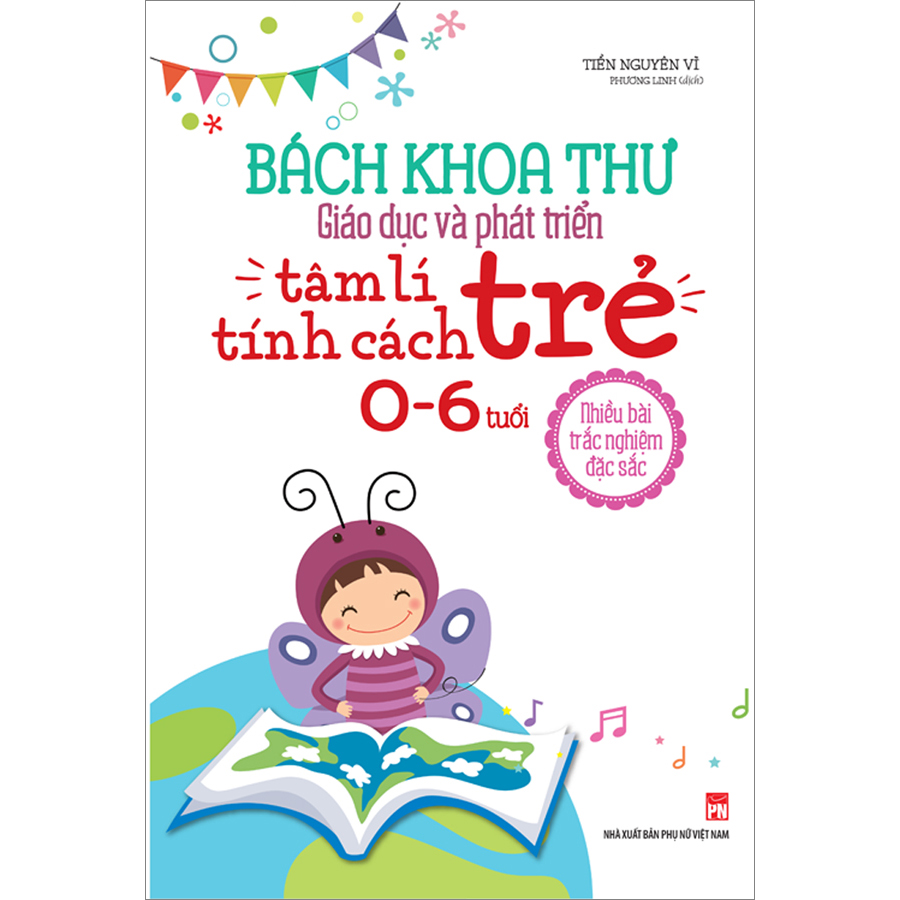 TIỀN NGUYÊN VĨ
PHƯƠNG LINH (dịch)
BÁCH KHOA THƯ
Giáo dục và phát triển
tâm lí
tính cách trẻ
0-6 tuổi
Nhiều bài
trắc nghiệm
đặc sắc
PN
NHÀ XUẤT BẢN PHỤ NỮ VIỆT NAM